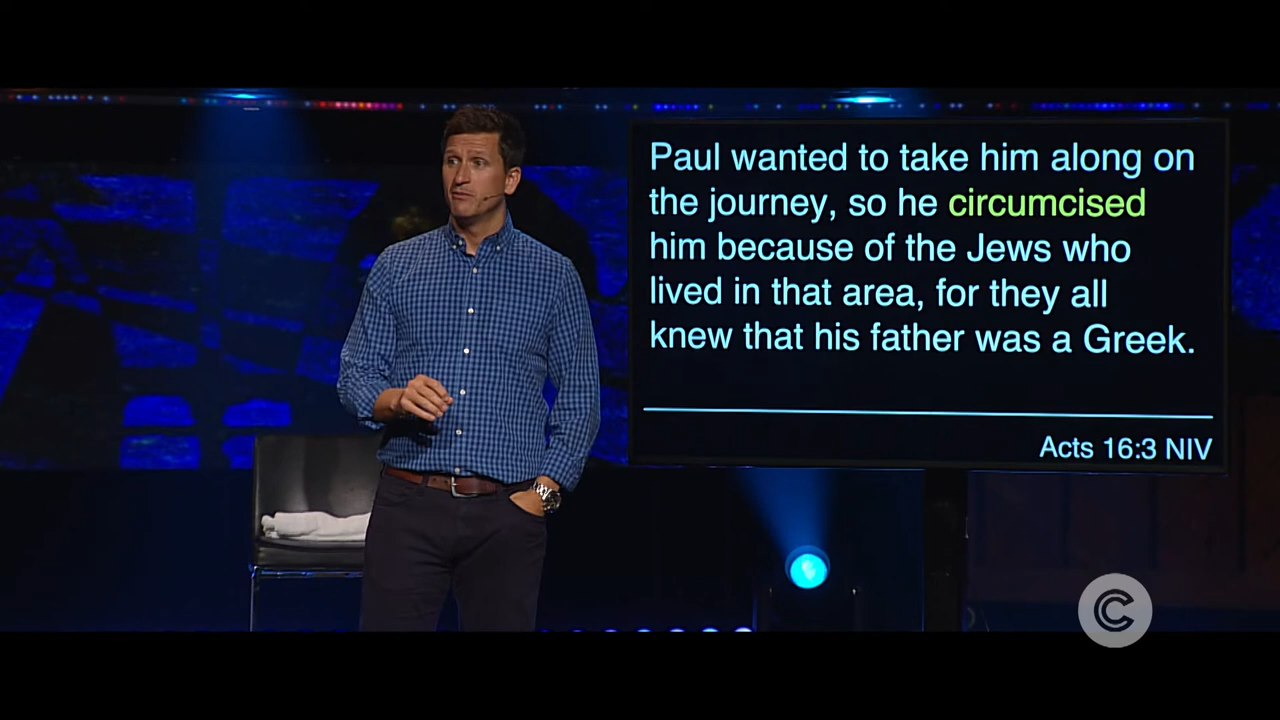 Paul wanted to take him along on
the journey, so he circumcised
him because of the Jews who
lived in that area, for they all
knew that his father was a Greek.
Acts 16:3 NIV